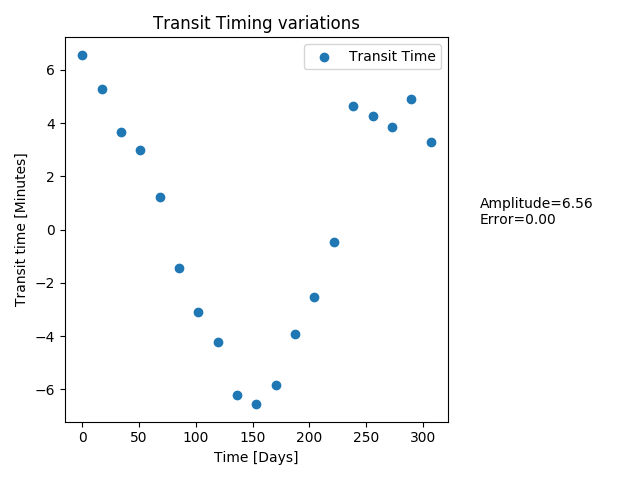 Transit Timing variations
Transit Time
Transit time [Minutes]
6
4
2
0
−2
−4
−6
0 50 100 150 200 250 300
Time [Days]
Amplitude=6.56
Error=0.00